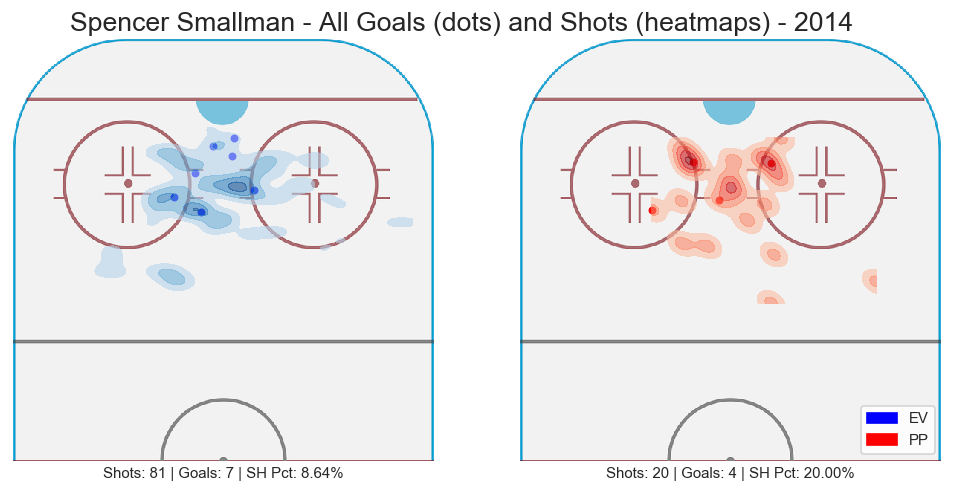 Spencer Smallman - All Goals (dots) and Shots (heatmaps) - 2014
EV
PP
Shots: 81 | Goals: 7 | SH Pct: 8.64%
Shots: 20 | Goals: 4 | SH Pct: 20.00%